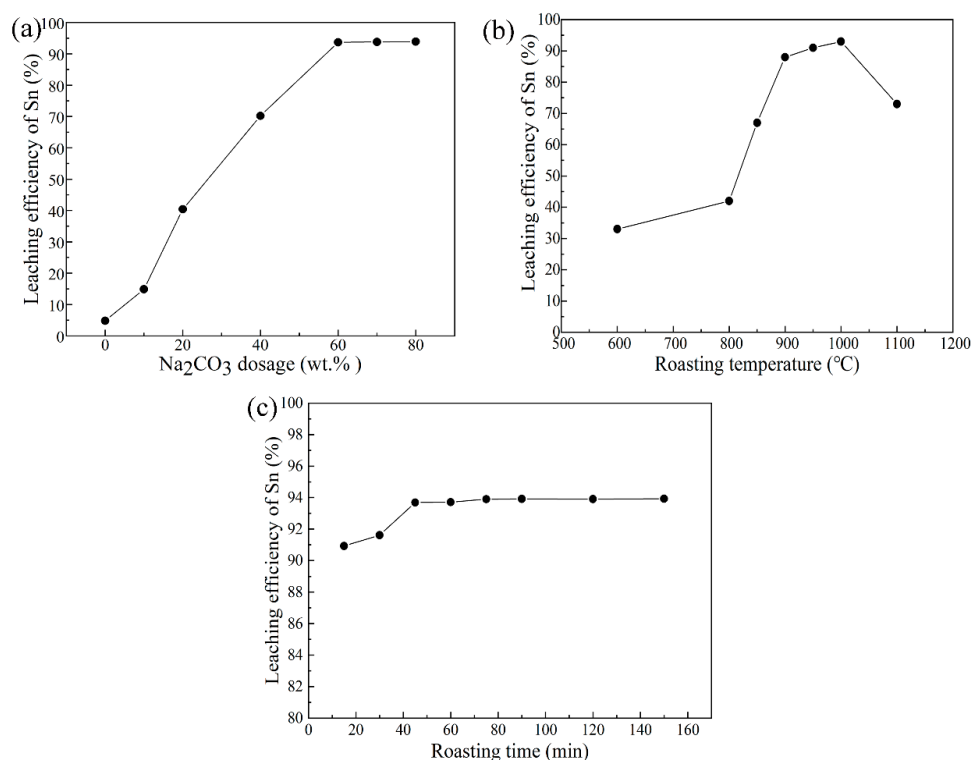 (a)
Leaching efficiency of Sn (%)
100
90
80
70
60
50
40
30
20
10
0
0 20 40 60 80
Na2CO3 dosage (wt.% )
(b)
Leaching efficiency of Sn (%)
100
90
80
70
60
50
40
30
20
10
0
500 600 700 800 900 1000 1100 1200
Roasting temperature (℃)
(c)
Leaching efficiency of Sn (%)
100
98
96
94
92
90
88
86
84
82
80
0 20 40 60 80 100 120 140 160
Roasting time (min)